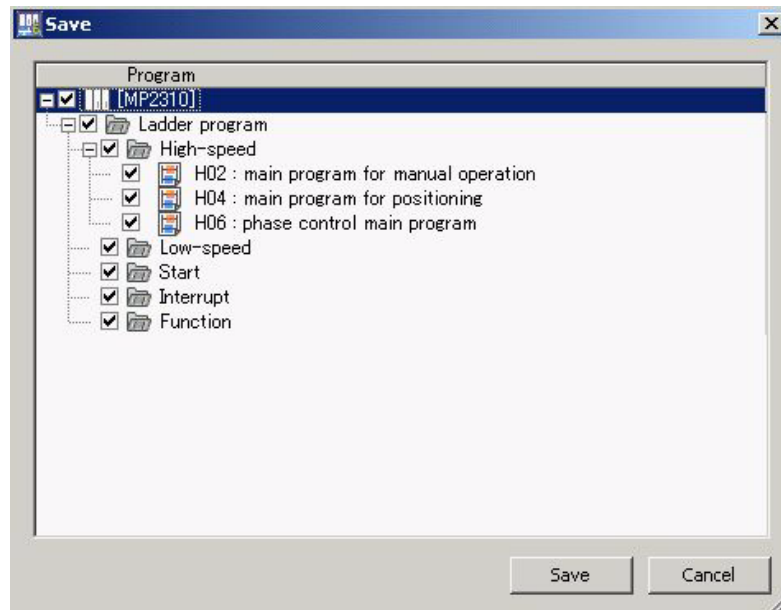 Save
Program
[MP2310]
Ladder program
High-speed
H02 : main program for manual operation
H04 : main program for positioning
H06 : phase control main program
Low-speed
Start
Interrupt
Function
Save Cancel